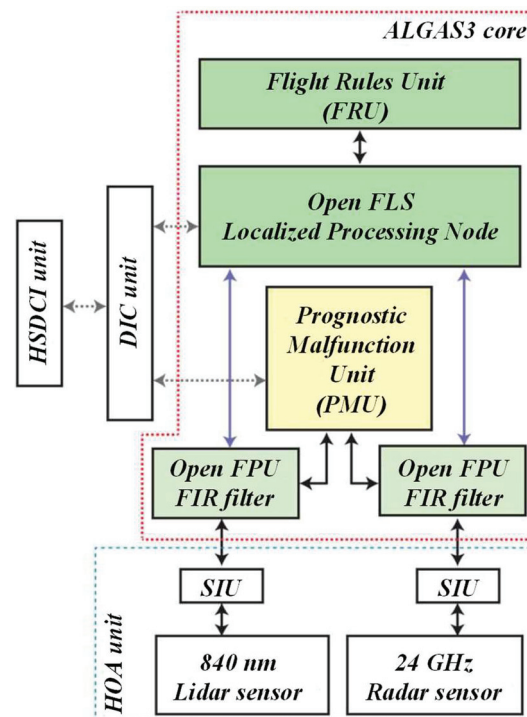 ALGAS3 core
Flight Rules Unit
(FRU)
Open FLS
Localized Processing Node
HSDCI unit
DIC unit
Prognostic
Malfunction
Unit
(PMU)
Open FPU
FIR filter
Open FPU
FIR filter
HOA unit
SIU
SIU
840 nm
Lidar sensor
24 GHz
Radar sensor